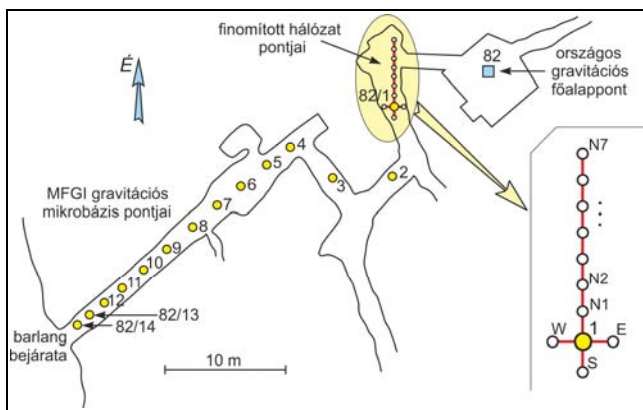 finomított hálózat
pontjai
82
országos
gravitációs
főalappont
É
82/1
4
5
3
2
6
MFGI gravitációs
mikrobázis pontjai
7
8
9
10
11
12
82/13
82/14
barlang
bejárata
10 m
N7
N2
N1
W
1
E
S